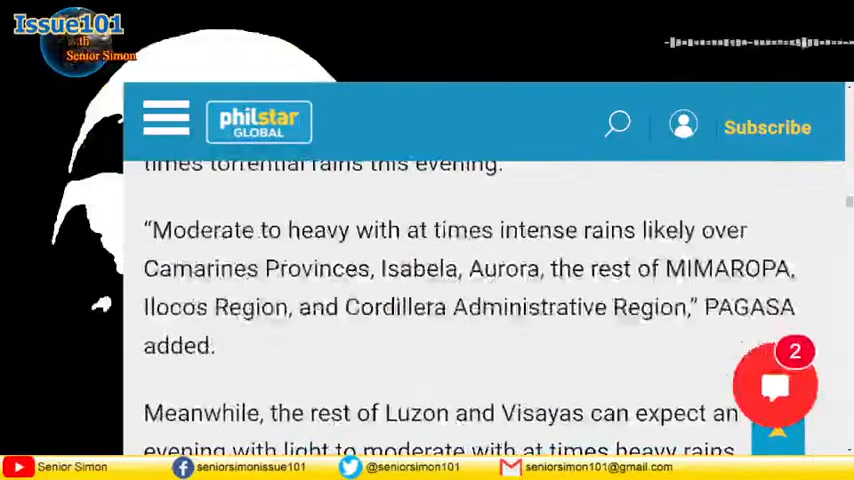 Issue101
with
Senior Simon
philstar
GLOBAL
Subscribe
times torrential rains this evening.
“Moderate to heavy with at times intense rains likely over
Camarines Provinces, Isabela, Aurora, the rest of MIMAROPA,
Ilocos Region, and Cordillera Administrative Region,” PAGASA
added.
2
Meanwhile, the rest of Luzon and Visayas can expect an
evening with light to moderate with at times heavy rains
Senior Simon
seniorsimonissue101
@seniorsimon101
seniorsimon101@gmail.com